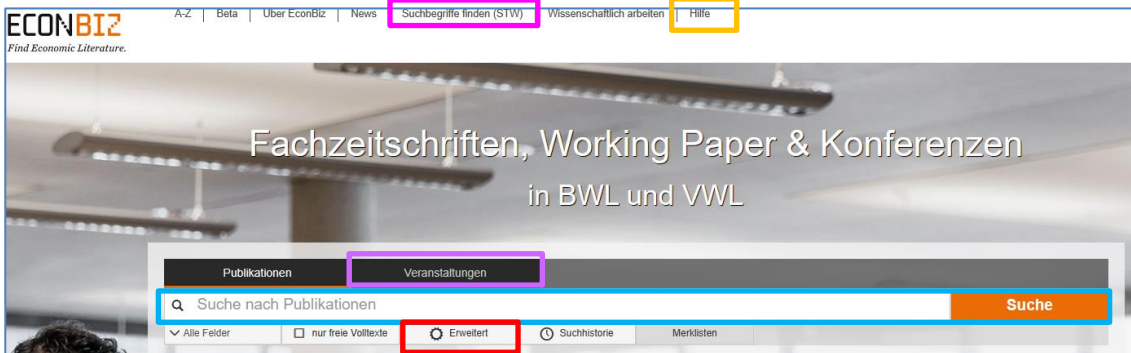 A-Z | Beta | Über EconBiz | News | Suchbegriffe finden (STW) | Wissenschaftlich arbeiten | Hilfe
ECONBIZ
Find Economic Literature.
Fachzeitschriften, Working Paper & Konferenzen
in BWL und VWL
Publikationen Veranstaltungen
Suche nach Publikationen Suche
Alle Felder nur freie Volltexte Erweitert Suchhistorie Merklisten